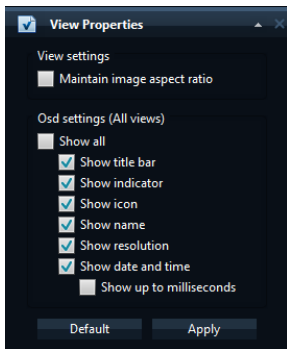 View Properties
View settings
Maintain image aspect ratio
Osd settings (All views)
Show all
Show title bar
Show indicator
Show icon
Show name
Show resolution
Show date and time
Show up to milliseconds
Default Apply